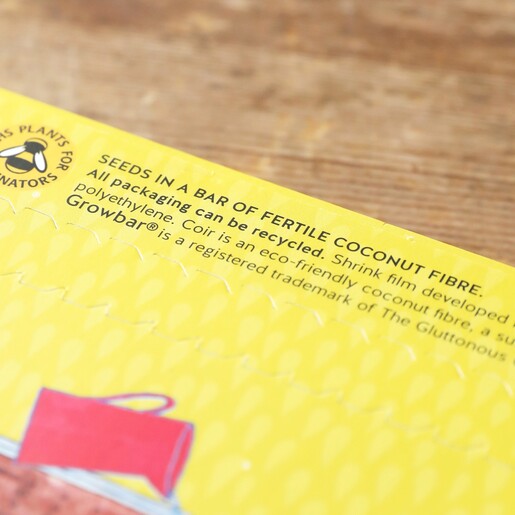 HS PLANTS FOR
NATORS
SEEDS IN A BAR OF FERTILE COCONUT FIBRE.
All packaging can be recycled. Shrink film developed
polyethylene. Coir is an eco-friendly coconut fibre, a
Growbar® is a registered trademark of The Gluttonous